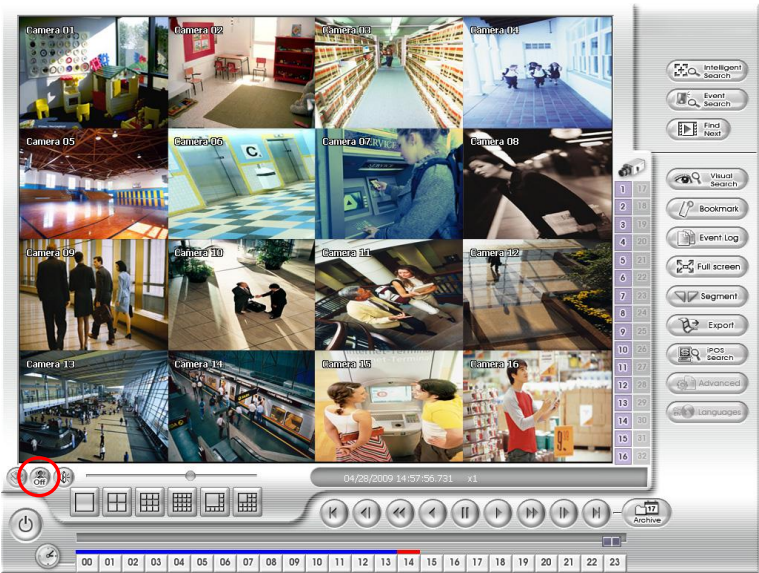 Camera 01
Camera 02
Camera 03
Camera 04
Camera 05
Camera 06
C.
Camera 07
SERVICE
Camera 08
Camera 09
Camera 10
Camera 11
Camera 12
Camera 13
Camera 14
Camera 15
Internet-Terminal
Camera 16
1 17
2 18
3 19
4 20
5 21
6 22
7 23
8 24
9 25
10 26
11 27
12 28
13 29
14 30
15 31
16 32
Intelligent Search
Event Search
Find Next
Visual Search
Bookmark
Event Log
Full screen
Segment
Export
iPOS Search
Advanced
Languages
Off
04/28/2009 14:57:56.731 x1
17
Archive
00 01 02 03 04 05 06 07 08 09 10 11 12 13 14 15 16 17 18 19 20 21 22 23